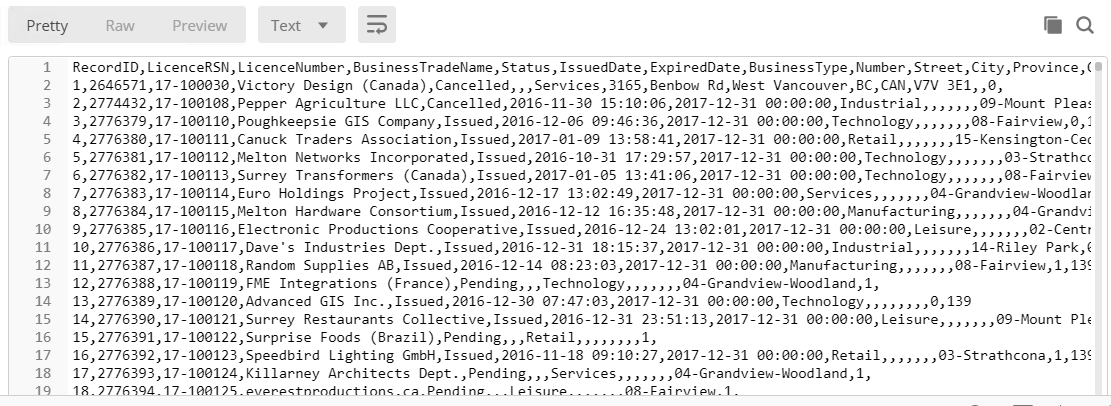 Pretty Raw Preview Text
1 RecordID,LicenceRSN,LicenceNumber,BusinessTradeName,Status,IssuedDate,ExpiredDate,BusinessType,Number,Street,City,Province,
2 1,2646571,17-100030,Victory Design (Canada),Cancelled,,,Services,3165,Benbow Rd,West Vancouver,BC,CAN,V7V 3E1,,0,
3 2,2774432,17-100108,Pepper Agriculture LLC,Cancelled,2016-11-30 15:10:06,2017-12-31 00:00:00,Industrial,,,,,,,09-Mount Pleas
4 3,2776379,17-100110,Poughkeepsie GIS Company,Issued,2016-12-06 09:46:36,2017-12-31 00:00:00,Technology,,,,,,,08-Fairview,0,1
5 4,2776380,17-100111,Canuck Traders Association,Issued,2017-01-09 13:58:41,2017-12-31 00:00:00,Retail,,,,,,,15-Kensington-Ced
6 5,2776381,17-100112,Melton Networks Incorporated,Issued,2016-10-31 17:29:57,2017-12-31 00:00:00,Technology,,,,,,,03-Strathco
7 6,2776382,17-100113,Surrey Transformers (Canada),Issued,2017-01-05 13:41:06,2017-12-31 00:00:00,Technology,,,,,,,08-Fairview
8 7,2776383,17-100114,Euro Holdings Project,Issued,2016-12-17 13:02:49,2017-12-31 00:00:00,Services,,,,,,,04-Grandview-Woodlan
9 8,2776384,17-100115,Melton Hardware Consortium,Issued,2016-12-12 16:35:48,2017-12-31 00:00:00,Manufacturing,,,,,,,04-Grandvi
10 9,2776385,17-100116,Electronic Productions Cooperative,Issued,2016-12-24 13:02:01,2017-12-31 00:00:00,Leisure,,,,,,,02-Centr
11 10,2776386,17-100117,Dave's Industries Dept.,Issued,2016-12-31 18:15:37,2017-12-31 00:00:00,Industrial,,,,,,,14-Riley Park,
12 11,2776387,17-100118,Random Supplies AB,Issued,2016-12-14 08:23:03,2017-12-31 00:00:00,Manufacturing,,,,,,,08-Fairview,1,139
13 12,2776388,17-100119,FME Integrations (France),Pending,,,Technology,,,,,,,04-Grandview-Woodland,1,
14 13,2776389,17-100120,Advanced GIS Inc.,Issued,2016-12-30 07:47:03,2017-12-31 00:00:00,Technology,,,,,,,,0,139
15 14,2776390,17-100121,Surrey Restaurants Collective,Issued,2016-12-31 23:51:13,2017-12-31 00:00:00,Leisure,,,,,,,09-Mount Ple
16 15,2776391,17-100122,Surprise Foods (Brazil),Pending,,,Retail,,,,,,,,1,
17 16,2776392,17-100123,Speedbird Lighting GmbH,Issued,2016-11-18 09:10:27,2017-12-31 00:00:00,Retail,,,,,,,03-Strathcona,1,139
18 17,2776393,17-100124,Killarney Architects Dept.,Pending,,,Services,,,,,,,04-Grandview-Woodland,1,
19 18,2776394,17-100125,everestproductions.ca,Pending,,,Leisure,,,,,,,08-Fairview,1,